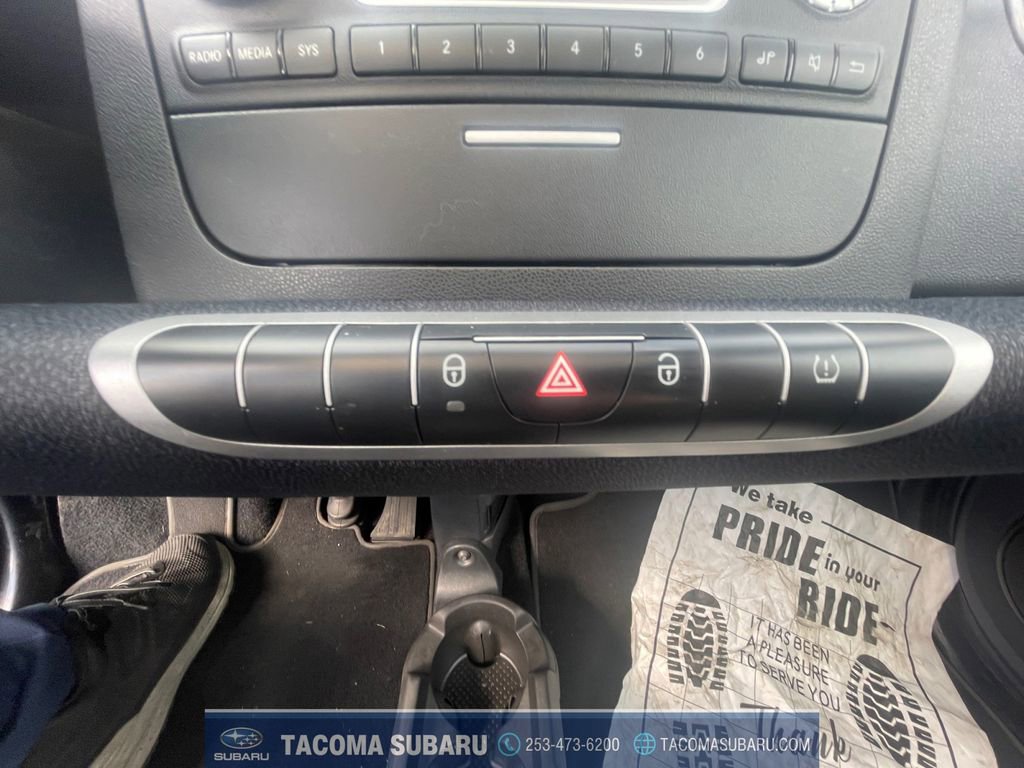 RADIO MEDIA SYS 1 2 3 4 5 6
We take
PRIDE in your
RIDE
IT HAS BEEN
A PLEASURE
TO SERVE YOU
Thank
SUBARU TACOMA SUBARU 253-473-6200 TACOMASUBARU.COM